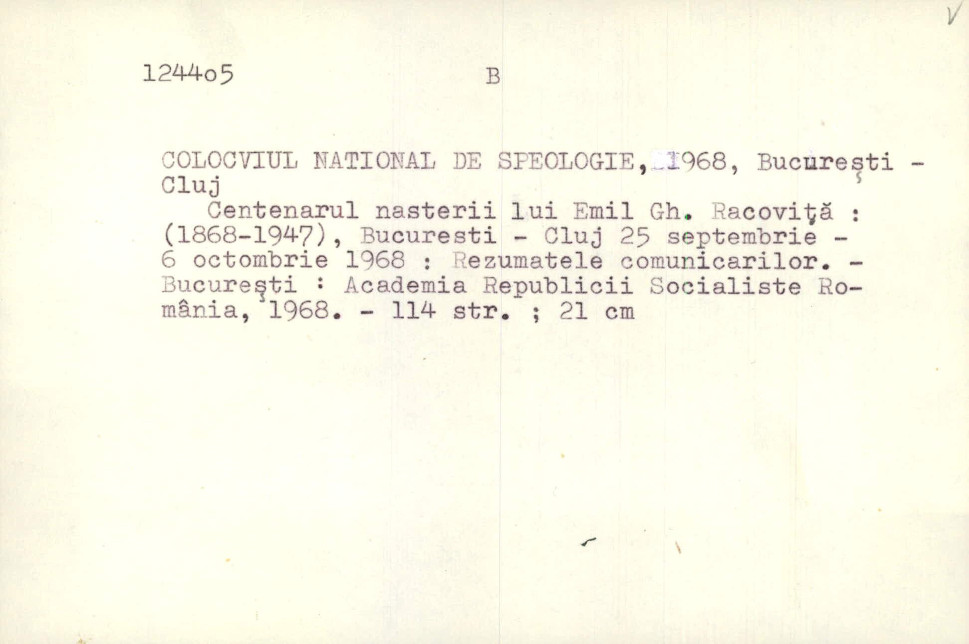 V
1244o5 B
COLOCVIUL NATIONAL DE SPEOLOGIE, 1968, Bucureşti -
Cluj
Centenarul nasterii lui Emil Gh. Racoviţă :
(1868-1947), Bucuresti - Cluj 25 septembrie -
6 octombrie 1968 : Rezumatele comunicarilor. -
Bucureşti : Academia Republicii Socialiste Ro-
mânia, 1968. - 114 str. ; 21 cm